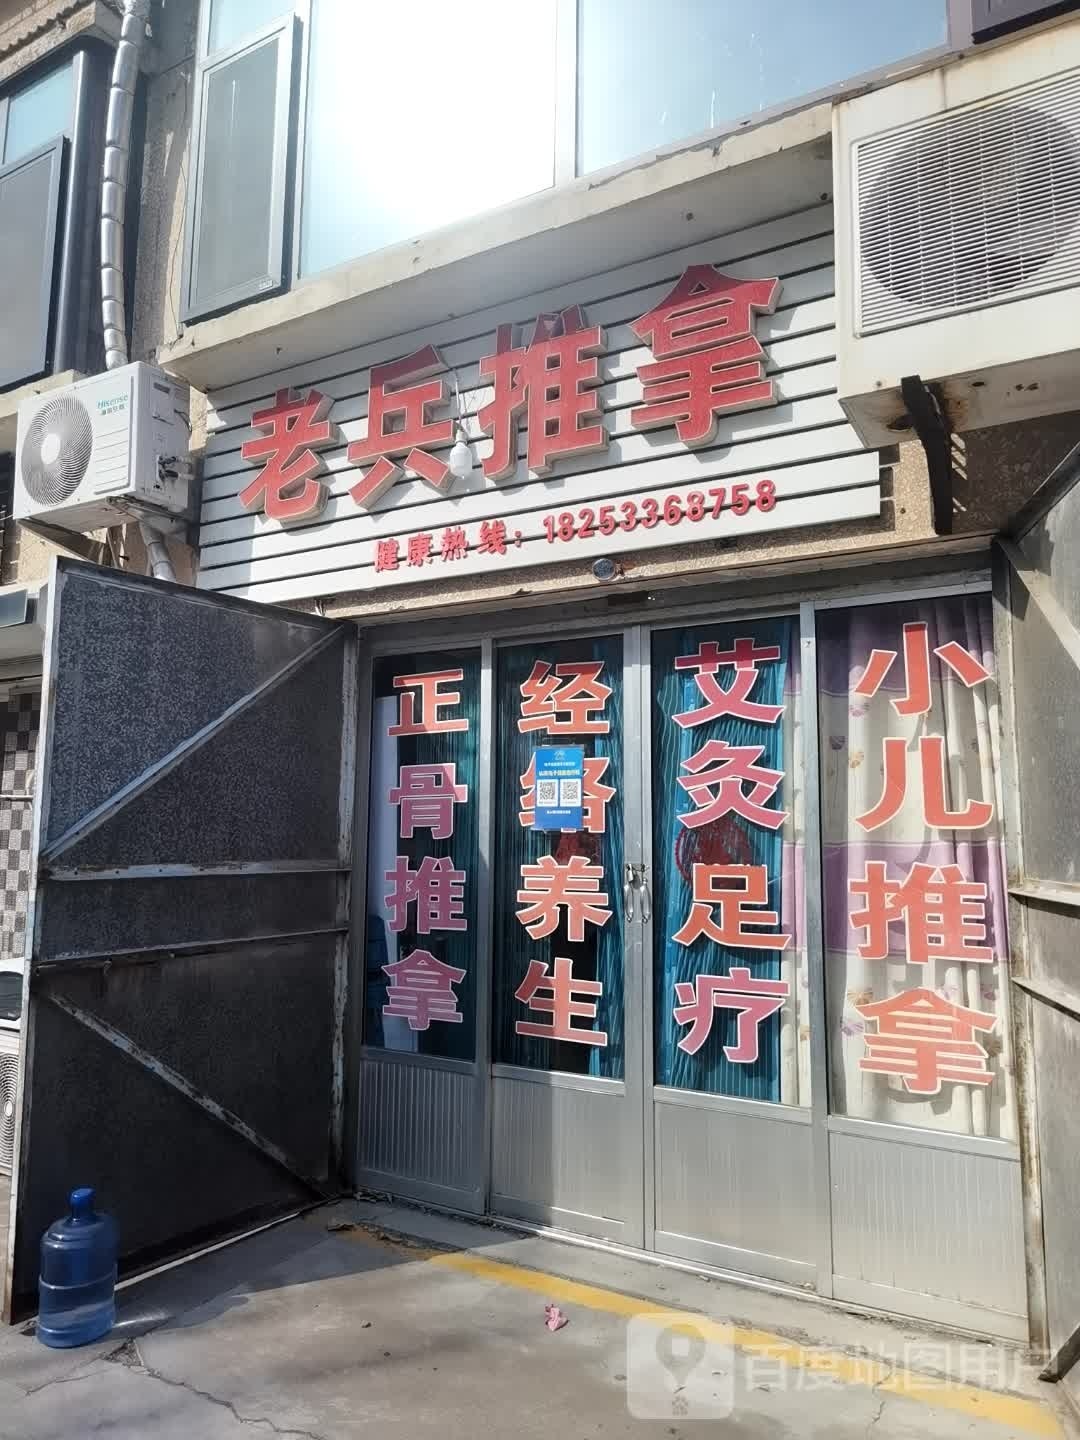 老兵推拿
健康热线：18253368758
Hisense
正骨推拿
经络养生
艾灸足疗
小儿推拿
百度地图用户